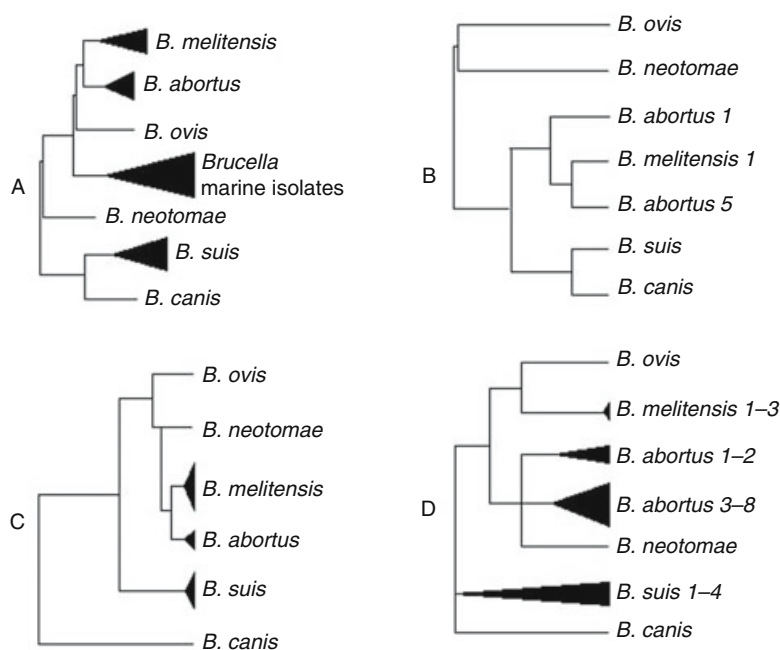 A
B. melitensis
B. abortus
B. ovis
Brucella
marine isolates
B. neotomae
B. suis
B. canis
B
B. ovis
B. neotomae
B. abortus 1
B. melitensis 1
B. abortus 5
B. suis
B. canis
C
B. ovis
B. neotomae
B. melitensis
B. abortus
B. suis
B. canis
D
B. ovis
B. melitensis 1–3
B. abortus 1–2
B. abortus 3–8
B. neotomae
B. suis 1–4
B. canis